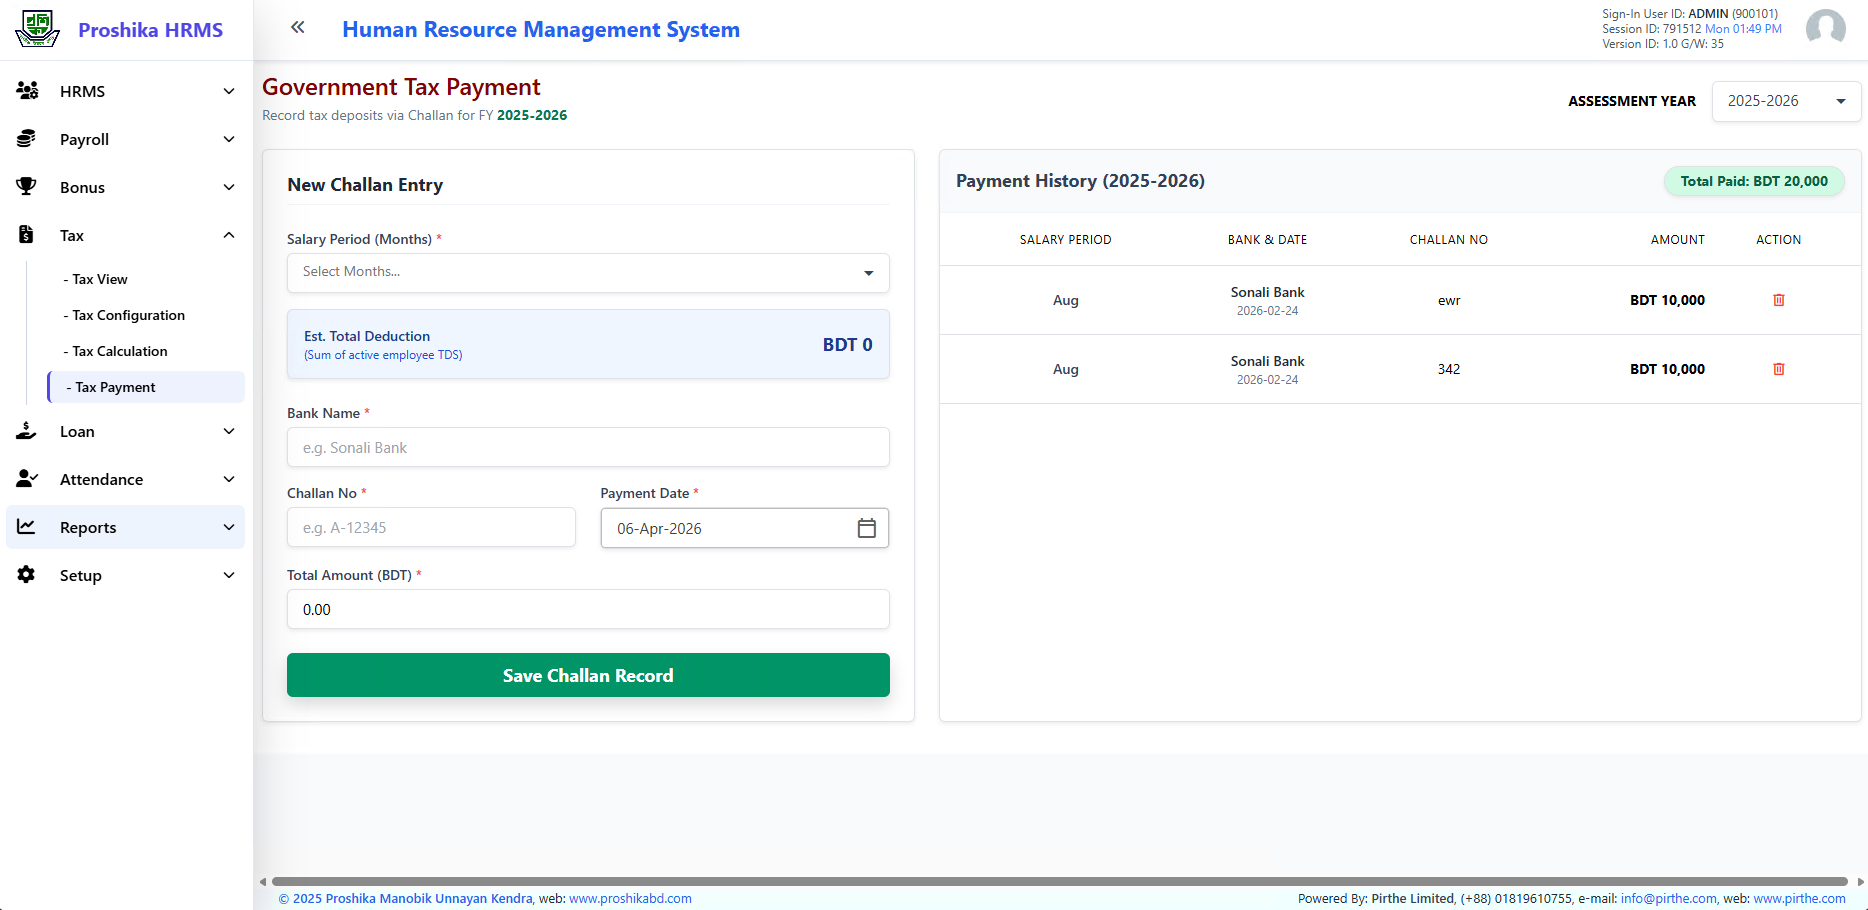 Proshika HRMS
Human Resource Management System
Sign-In User ID: ADMIN (900101)
Session ID: 791512 Mon 01:49 PM
Version ID: 1.0 G/W: 35
HRMS
Payroll
Bonus
Tax
- Tax View
- Tax Configuration
- Tax Calculation
- Tax Payment
Loan
Attendance
Reports
Setup
Government Tax Payment
Record tax deposits via Challan for FY 2025-2026
ASSESSMENT YEAR 2025-2026
New Challan Entry
Salary Period (Months) *
Select Months...
Est. Total Deduction
(Sum of active employee TDS)
BDT 0
Bank Name *
e.g. Sonali Bank
Challan No * Payment Date *
e.g. A-12345 06-Apr-2026
Total Amount (BDT) *
0.00
Save Challan Record
Payment History (2025-2026) Total Paid: BDT 20,000
SALARY PERIOD BANK & DATE CHALLAN NO AMOUNT ACTION
Aug Sonali Bank 2026-02-24 ewr BDT 10,000
Aug Sonali Bank 2026-02-24 342 BDT 10,000
© 2025 Proshika Manobik Unnayan Kendra, web: www.proshikabd.com
Powered By: Pirthe Limited, (+88) 01819610755, e-mail: info@pirthe.com, web: www.pirthe.com